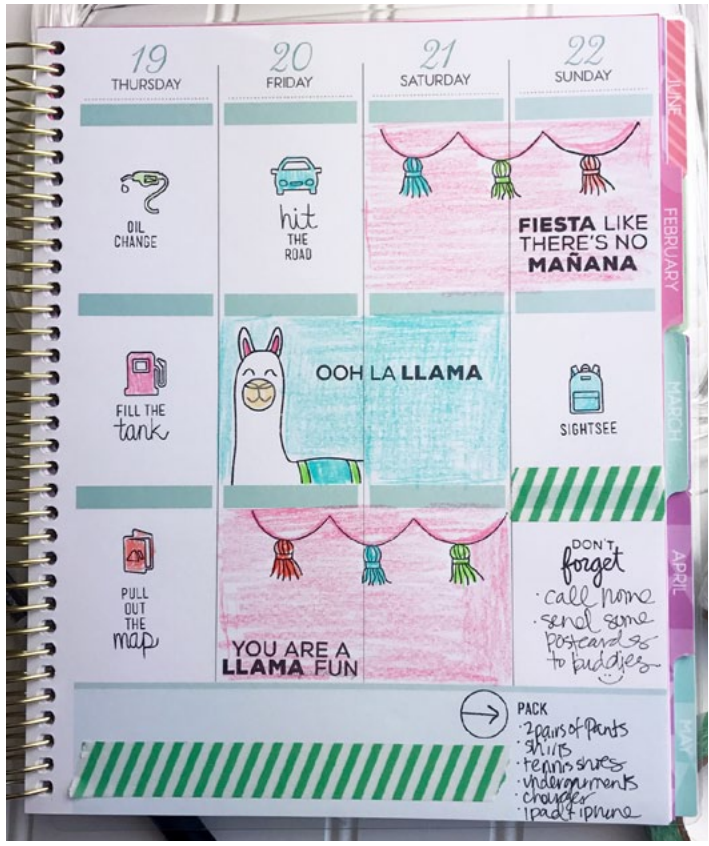 19
THURSDAY
20
FRIDAY
21
SATURDAY
22
SUNDAY
OIL
CHANGE
hit
THE
ROAD
FIESTA LIKE
THERE'S NO
MAÑANA
FILL THE
tank
OOH LA LLAMA
SIGHTSEE
PULL
OUT
THE
map
YOU ARE A
LLAMA FUN
DON'T
forget
· call home
· send some
postcards
to buddies
PACK
· 2 pairs of pants
· shirts
· tennis shoes
· undergarments
· charger
· ipad + iphone
JUNE
FEBRUARY
MARCH
APRIL
MAY